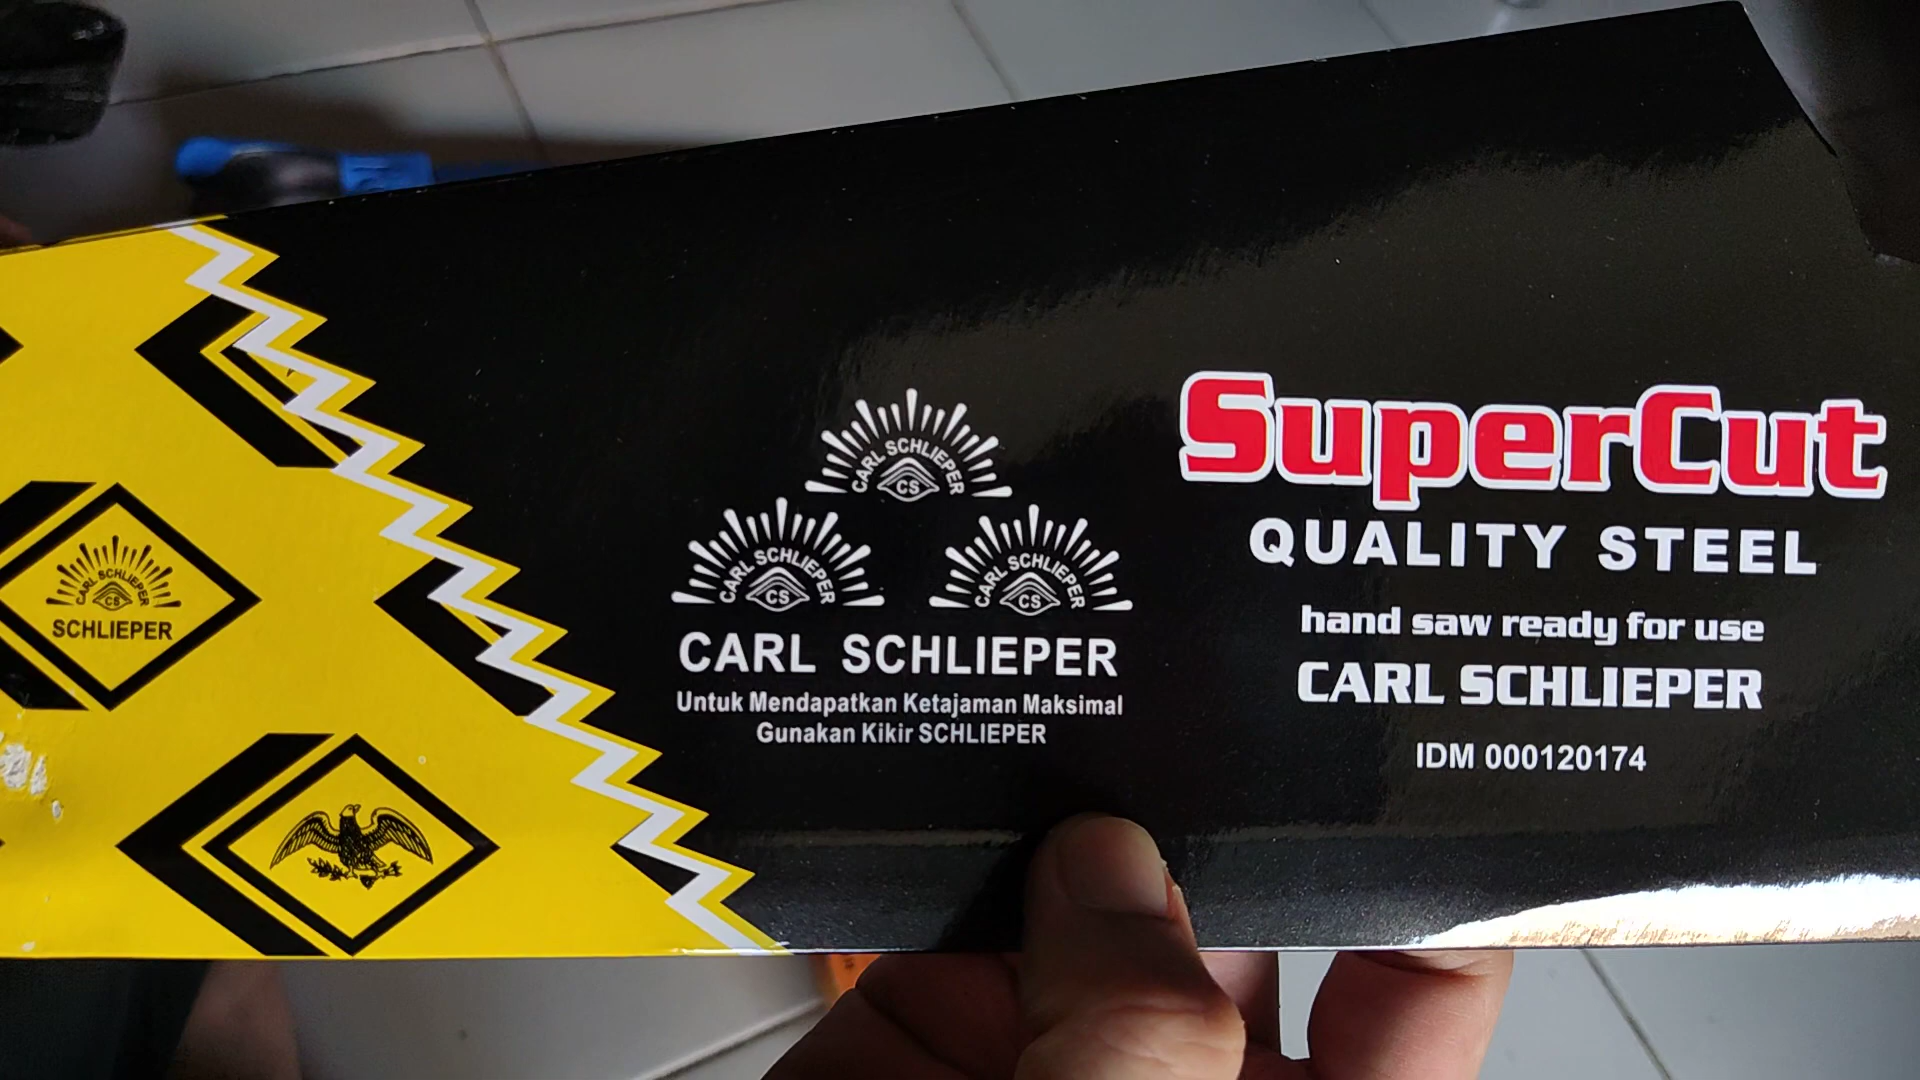 CARL SCHLIEPER
CS
SCHLIEPER
CARL SCHLIEPER
CS
CARL SCHLIEPER
CS
CARL SCHLIEPER
CS
CARL SCHLIEPER
Untuk Mendapatkan Ketajaman Maksimal
Gunakan Kikir SCHLIEPER
SuperCut
QUALITY STEEL
hand saw ready for use
CARL SCHLIEPER
IDM 000120174